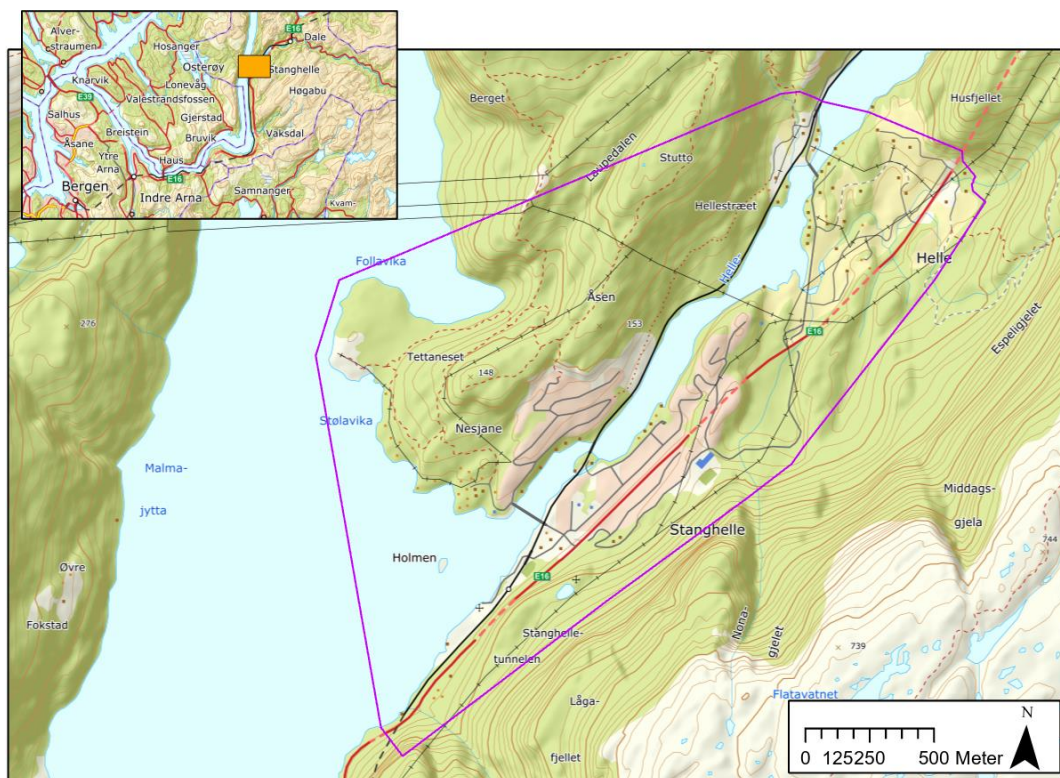 E16
Dale
Alver-
straumen
Hosanger
Osterøy
Stanghelle
Knarvik
Lonevåg
Høgabu
E39
Valestrandsfossen
Salhus
Gjerstad
Breistein
Bruvik
Vaksdal
Åsane
Ytre
Arna
Haus
E16
Samnanger
Bergen
Indre Arna
Kvam-
Berget
Husfjellet
Løupedalen
Stutto
Hellestræet
Helle
Follavika
Helle-
Åsen
276
153
E16
Espeligjelet
Tettaneset
148
Stølavika
Nesjane
Malma-
jytta
Middags-
gjela
Stanghelle
744
Holmen
Øvre
E16
Fokstad
Stanghelle-
tunnelen
Nona-
gjelet
739
Flatavatnet
Låga-
fjellet
N
0 125250 500 Meter